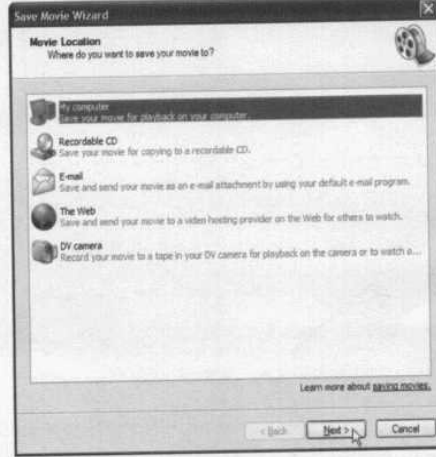 Save Movie Wizard
Movie Location
Where do you want to save your movie to?
My computer
Save your movie for playback on your computer.
Recordable CD
Save your movie for copying to a recordable CD.
E-mail
Save and send your movie as an e-mail attachment by using your default e-mail program.
The Web
Save and send your movie to a video hosting provider on the Web for others to watch.
DV camera
Record your movie to a tape in your DV camera for playback on the camera or to watch o...
Learn more about saving movies.
< Back Next > Cancel